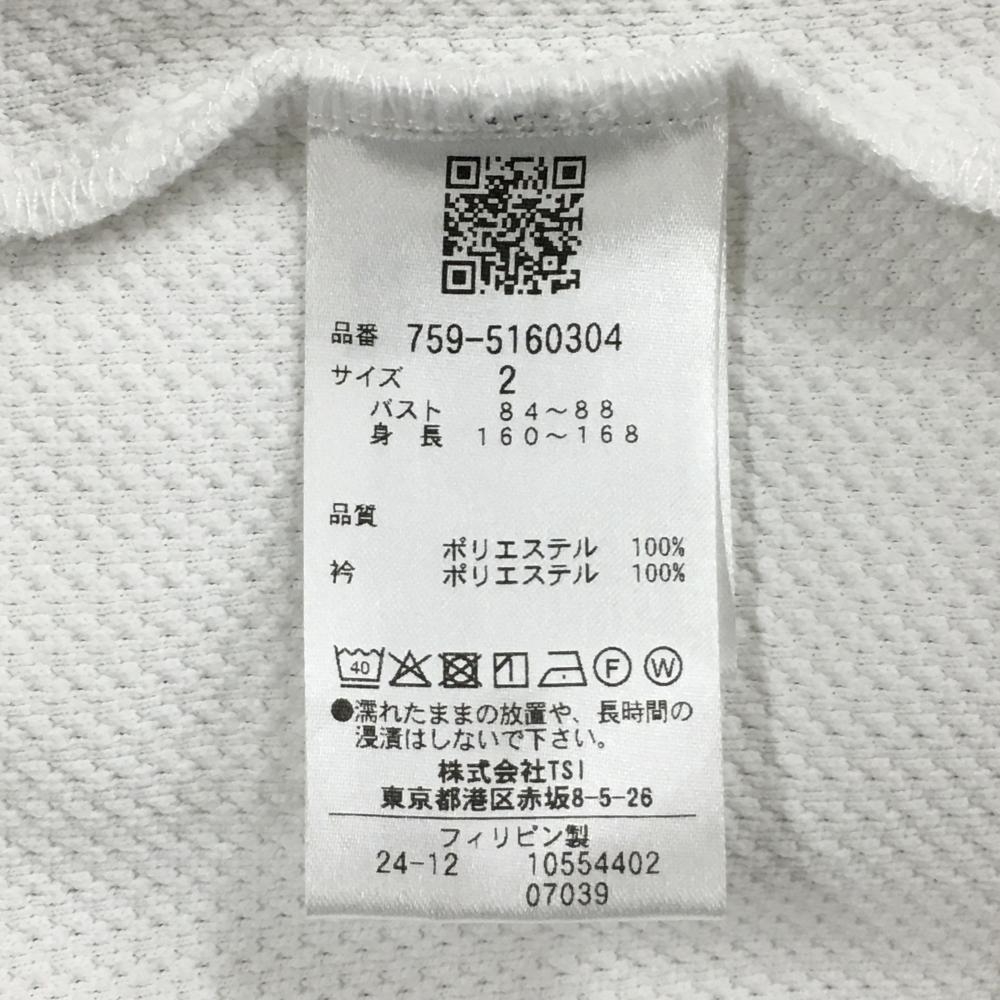 品番 759-5160304
サイズ 2
バスト 84～88
身長 160～168
品質
ポリエステル 100%
衿 ポリエステル 100%
40 F W
●濡れたままの放置や、長時間の
浸漬はしないで下さい。
株式会社TSI
東京都港区赤坂8-5-26
フィリピン製
24-12 10554402
07039